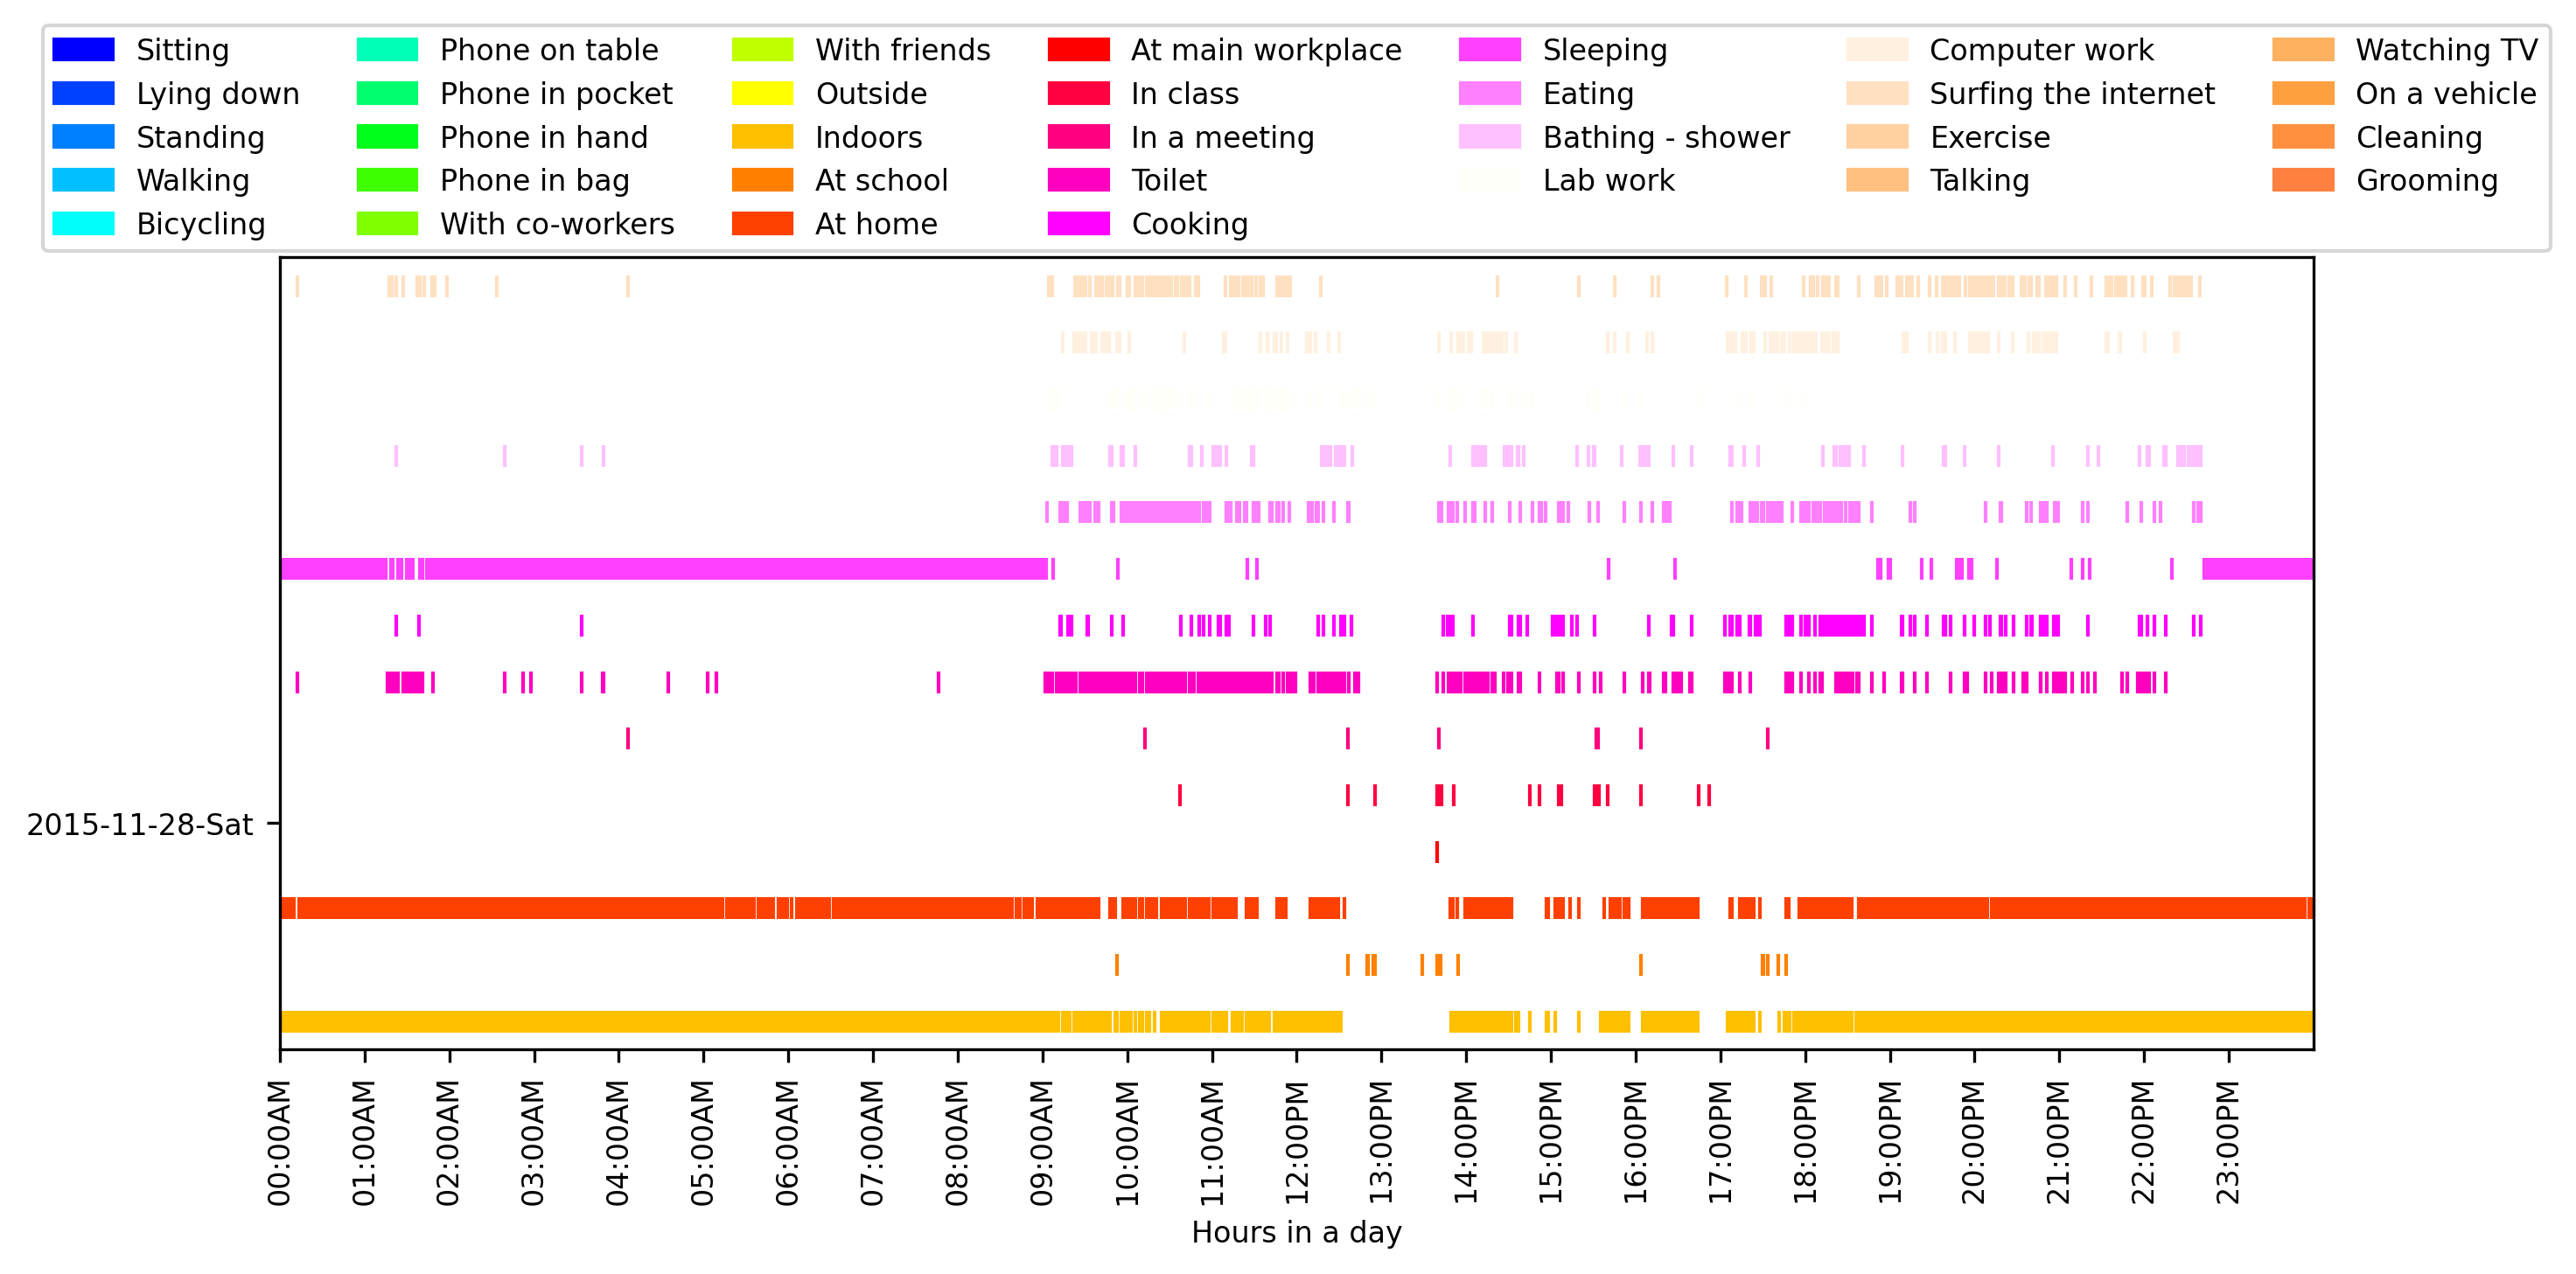 Sitting Phone on table With friends At main workplace Sleeping Computer work Watching TV
Lying down Phone in pocket Outside In class Eating Surfing the internet On a vehicle
Standing Phone in hand Indoors In a meeting Bathing - shower Exercise Cleaning
Walking Phone in bag At school Toilet Lab work Talking Grooming
Bicycling With co-workers At home Cooking
2015-11-28-Sat
00:00AM
01:00AM
02:00AM
03:00AM
04:00AM
05:00AM
06:00AM
07:00AM
08:00AM
09:00AM
10:00AM
11:00AM
12:00PM
13:00PM
14:00PM
15:00PM
16:00PM
17:00PM
18:00PM
19:00PM
20:00PM
21:00PM
22:00PM
23:00PM
Hours in a day